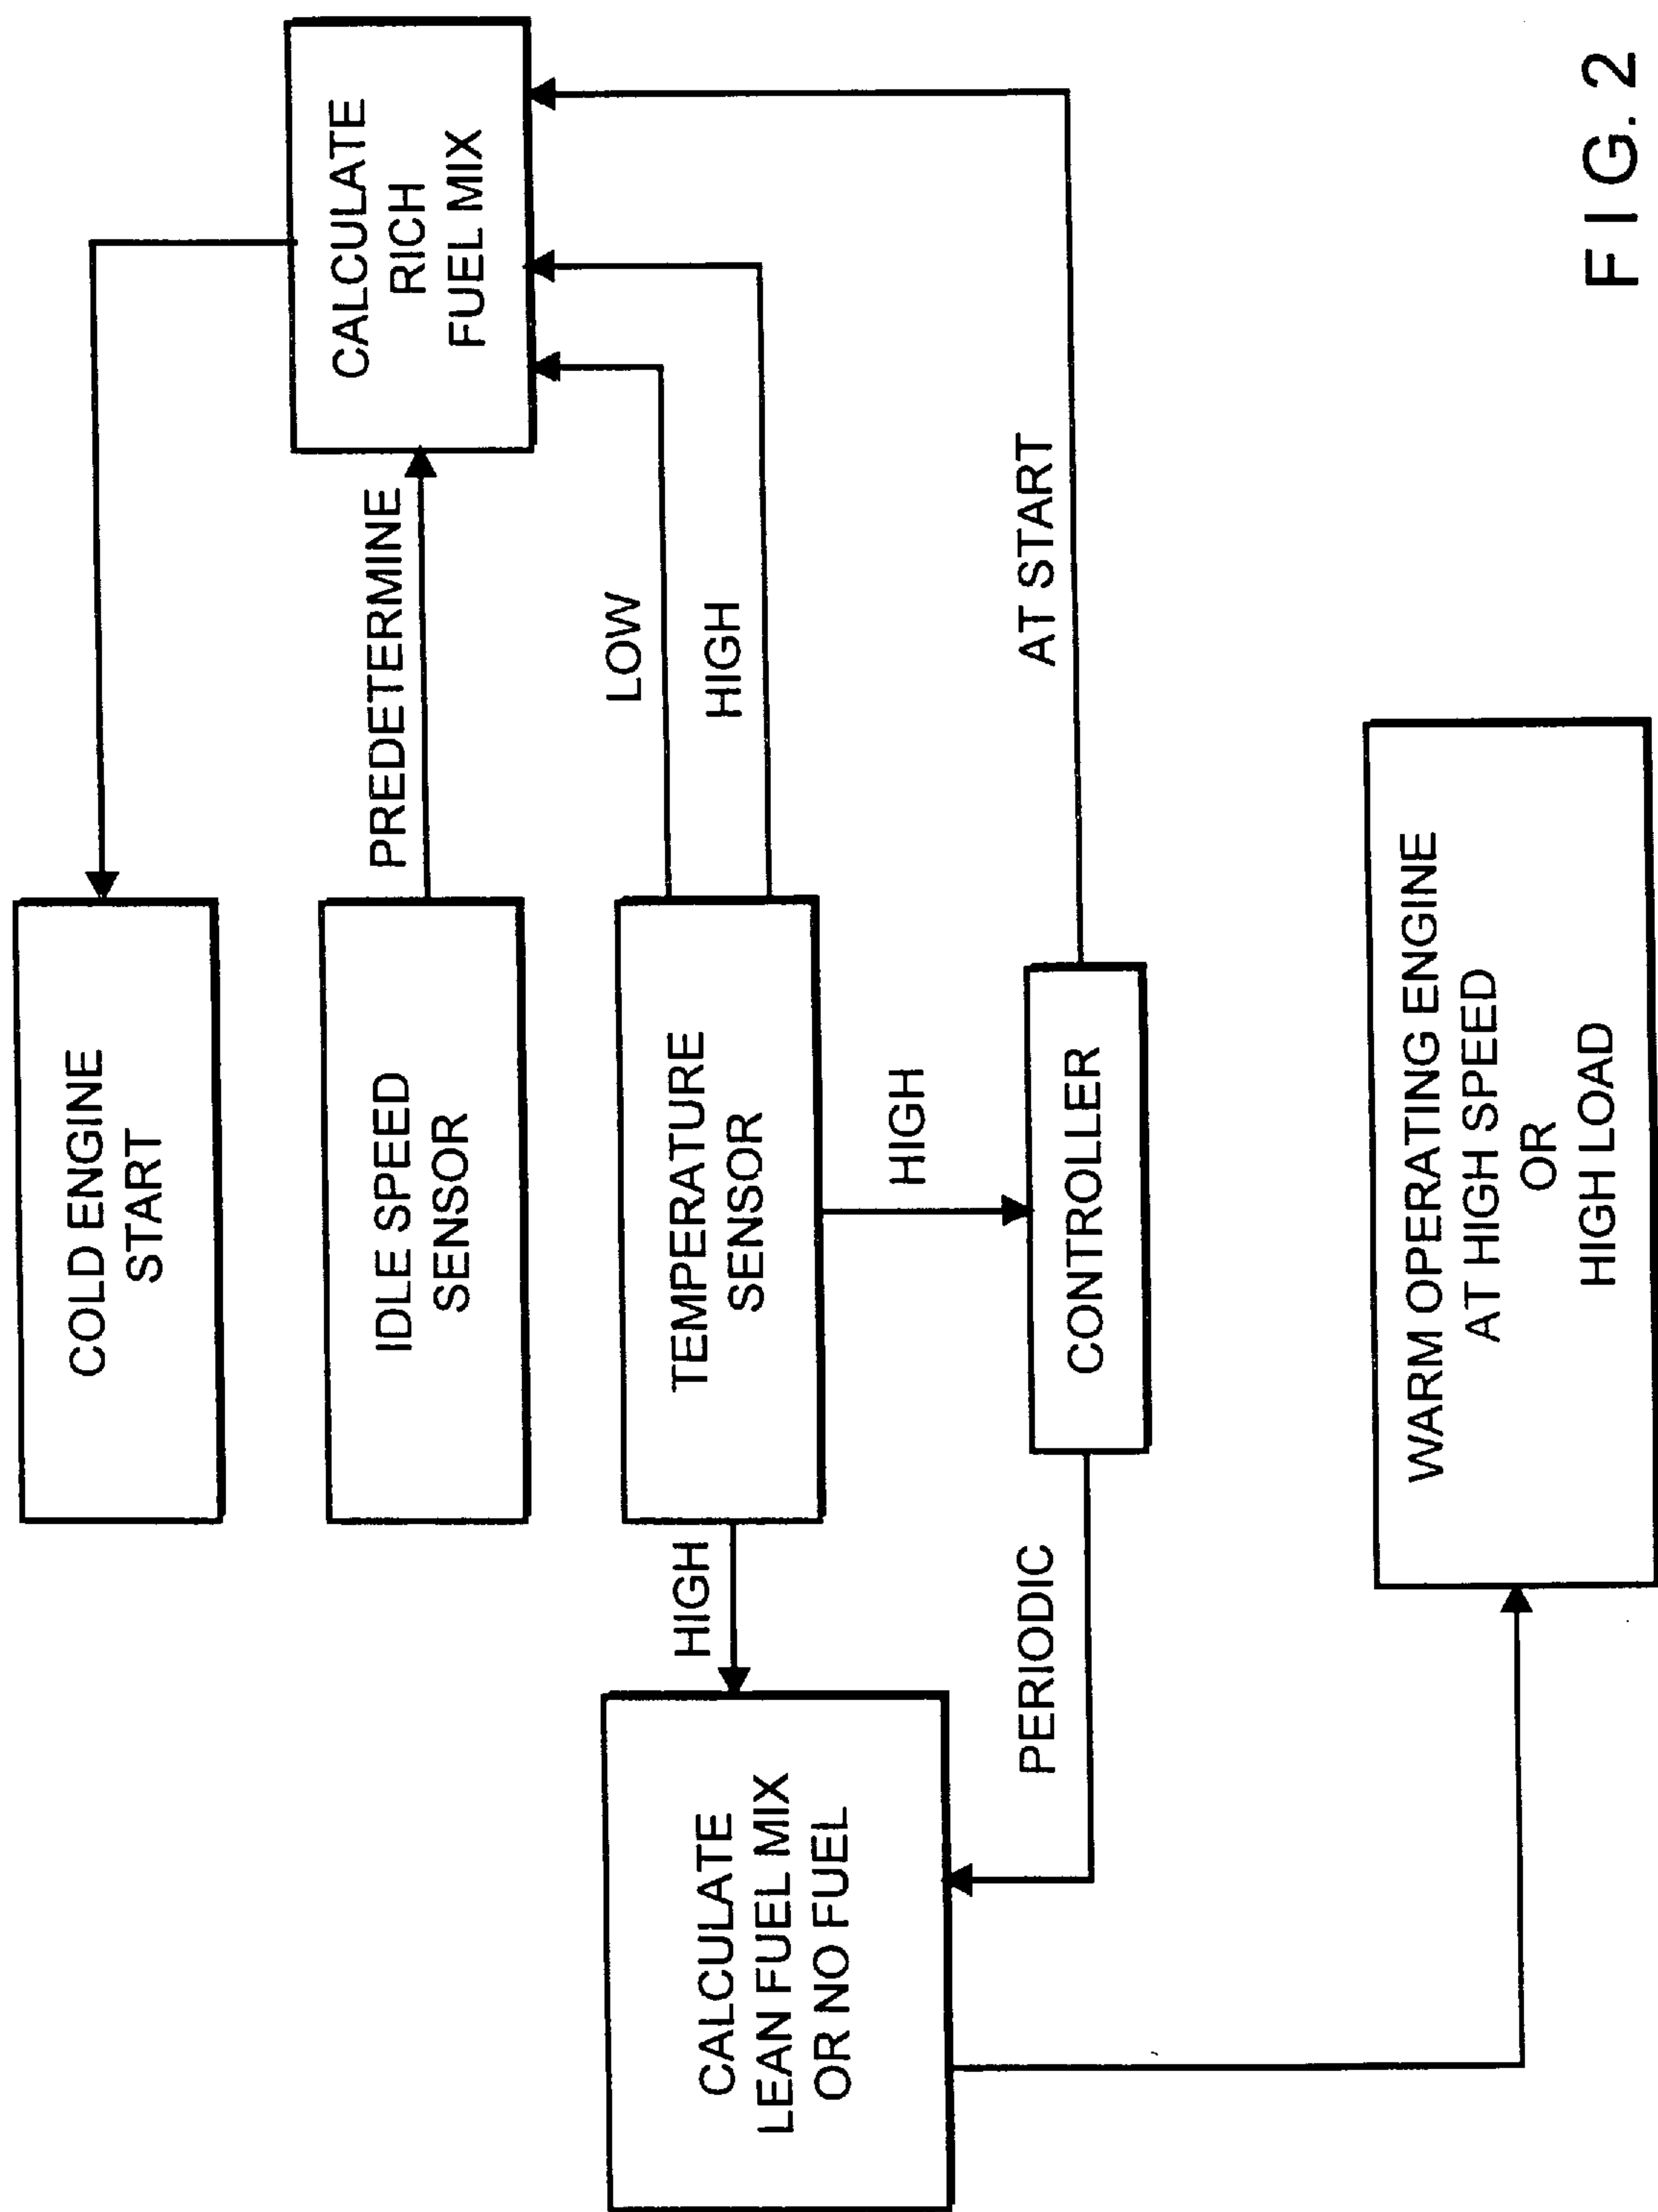 COLD ENGINE
START
IDLE SPEED
SENSOR
PREDETERMINE
CALCULATE
RICH
FUEL MIX
TEMPERATURE
SENSOR
LOW
HIGH
HIGH
HIGH
CALCULATE
LEAN FUEL MIX
OR NO FUEL
CONTROLLER
PERIODIC
AT START
WARM OPERATING ENGINE
AT HIGH SPEED
OR
HIGH LOAD
FIG. 2